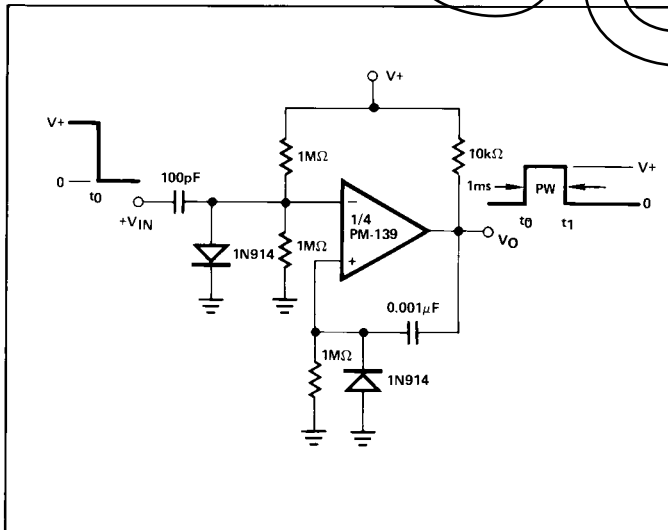 V+
V+
0
t0
+VIN
100pF
1MΩ
10kΩ
1N914
1MΩ
−
1/4
PM-139
+
1ms
PW
V+
0
t0
t1
VO
0.001μF
1MΩ
1N914